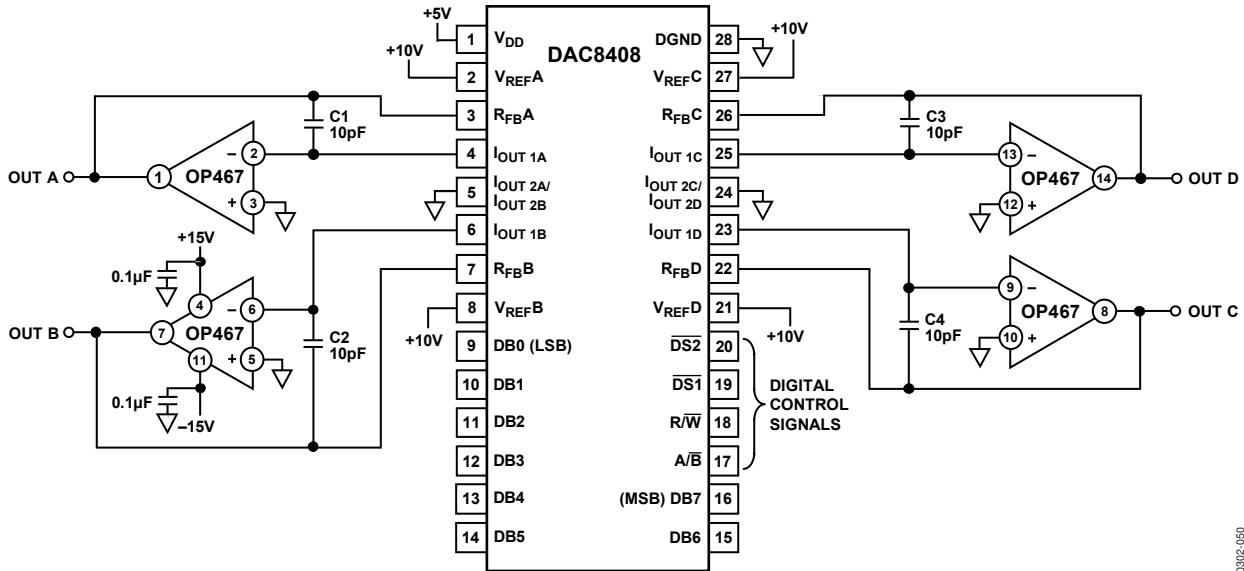 DAC8408
+5V
1 VDD
+10V
2 VREFA
3 RFBA
C1
10pF
4 IOUT 1A
5 IOUT 2A/
IOUT 2B
6 IOUT 1B
7 RFBB
8 VREFB
+10V
9 DB0 (LSB)
10 DB1
11 DB2
12 DB3
13 DB4
14 DB5
OUT A
1
2 −
OP467
+ 3
+15V
0.1µF
4
− 6
OUT B
7
OP467
11
+ 5
0.1µF
−15V
C2
10pF
DGND 28
+10V
VREFC 27
RFBC 26
C3
10pF
IOUT 1C 25
IOUT 2C/
IOUT 2D 24
IOUT 1D 23
RFBD 22
VREFD 21
+10V
DS2 20
DS1 19
R/W 18
A/B 17
DIGITAL
CONTROL
SIGNALS
(MSB) DB7 16
DB6 15
13 −
OP467
14
OUT D
12 +
9 −
OP467
8
OUT C
10 +
C4
10pF
0302-050